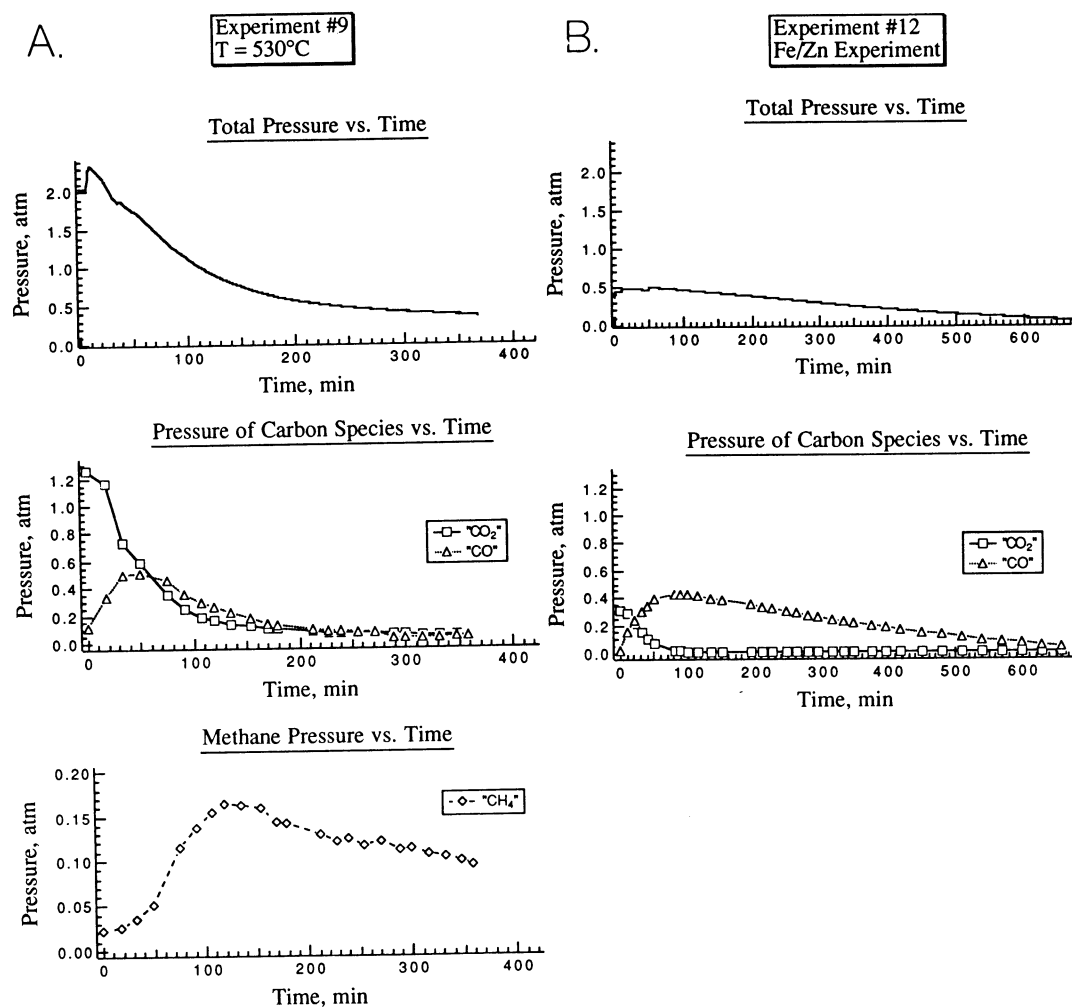 A.
Experiment #9
T = 530°C
Total Pressure vs. Time
Pressure, atm
2.0
1.5
1.0
0.5
0.0
0
100
200
300
400
Time, min
Pressure of Carbon Species vs. Time
Pressure, atm
1.2
1.0
0.8
0.6
0.4
0.2
0.0
"CO₂"
"CO"
0
100
200
300
400
Time, min
Methane Pressure vs. Time
Pressure, atm
0.20
0.15
0.10
0.05
0.00
"CH₄"
0
100
200
300
400
Time, min
B.
Experiment #12
Fe/Zn Experiment
Total Pressure vs. Time
Pressure, atm
2.0
1.5
1.0
0.5
0.0
0
100
200
300
400
500
600
Time, min
Pressure of Carbon Species vs. Time
Pressure, atm
1.2
1.0
0.8
0.6
0.4
0.2
0.0
"CO₂"
"CO"
0
100
200
300
400
500
600
Time, min